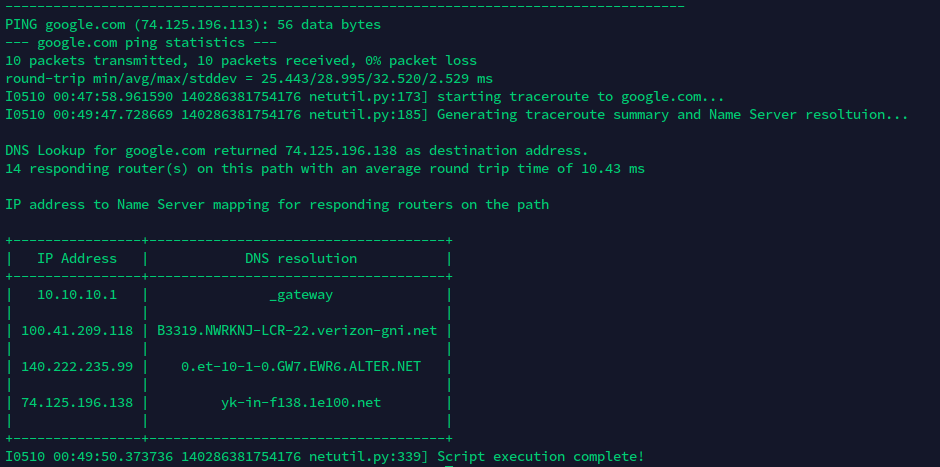 --------------------------------------------------------------------------------------
PING google.com (74.125.196.113): 56 data bytes
--- google.com ping statistics ---
10 packets transmitted, 10 packets received, 0% packet loss
round-trip min/avg/max/stddev = 25.443/28.995/32.520/2.529 ms
I0510 00:47:58.961590 140286381754176 netutil.py:173] starting traceroute to google.com...
I0510 00:49:47.728669 140286381754176 netutil.py:185] Generating traceroute summary and Name Server resoltuion...
DNS Lookup for google.com returned 74.125.196.138 as destination address.
14 responding router(s) on this path with an average round trip time of 10.43 ms
IP address to Name Server mapping for responding routers on the path
+----------------+-------------------------------------+
|   IP Address   |            DNS resolution           |
+----------------+-------------------------------------+
|   10.10.10.1   |               _gateway              |
|                |                                     |
| 100.41.209.118 | B3319.NWRKNJ-LCR-22.verizon-gni.net |
|                |                                     |
| 140.222.235.99 |    0.et-10-1-0.GW7.EWR6.ALTER.NET   |
|                |                                     |
| 74.125.196.138 |         yk-in-f138.1e100.net        |
|                |                                     |
+----------------+-------------------------------------+
I0510 00:49:50.373736 140286381754176 netutil.py:339] Script execution complete!